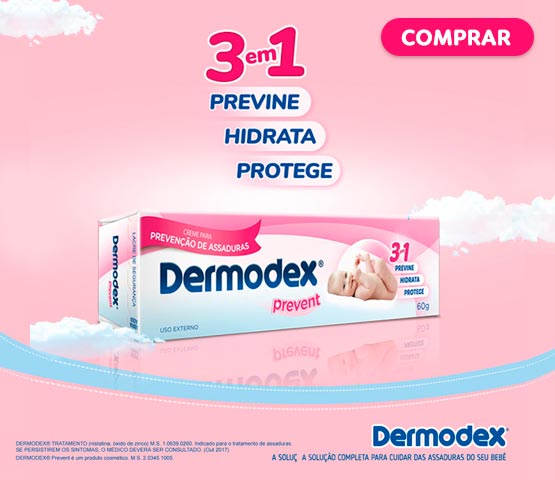 COMPRAR
3 em 1
PREVINE
HIDRATA
PROTEGE
CREME PARA
PREVENÇÃO DE ASSADURAS
Dermodex®
prevent
3em1
PREVINE
HIDRATA
PROTEGE
60g
USO EXTERNO
Dermodex
Prevent
LACRE DE SEGURANÇA
DERMODEX® TRATAMENTO (nistatina, óxido de zinco) M.S. 1.0639.0260. Indicado para o tratamento de assaduras.
SE PERSISTIREM OS SINTOMAS, O MÉDICO DEVERÁ SER CONSULTADO. (Out 2017)
DERMODEX® Prevent é um produto cosmético. M.S. 2.0345.1005
Dermodex®
A SOLUÇ A SOLUÇÃO COMPLETA PARA CUIDAR DAS ASSADURAS DO SEU BEBÊ